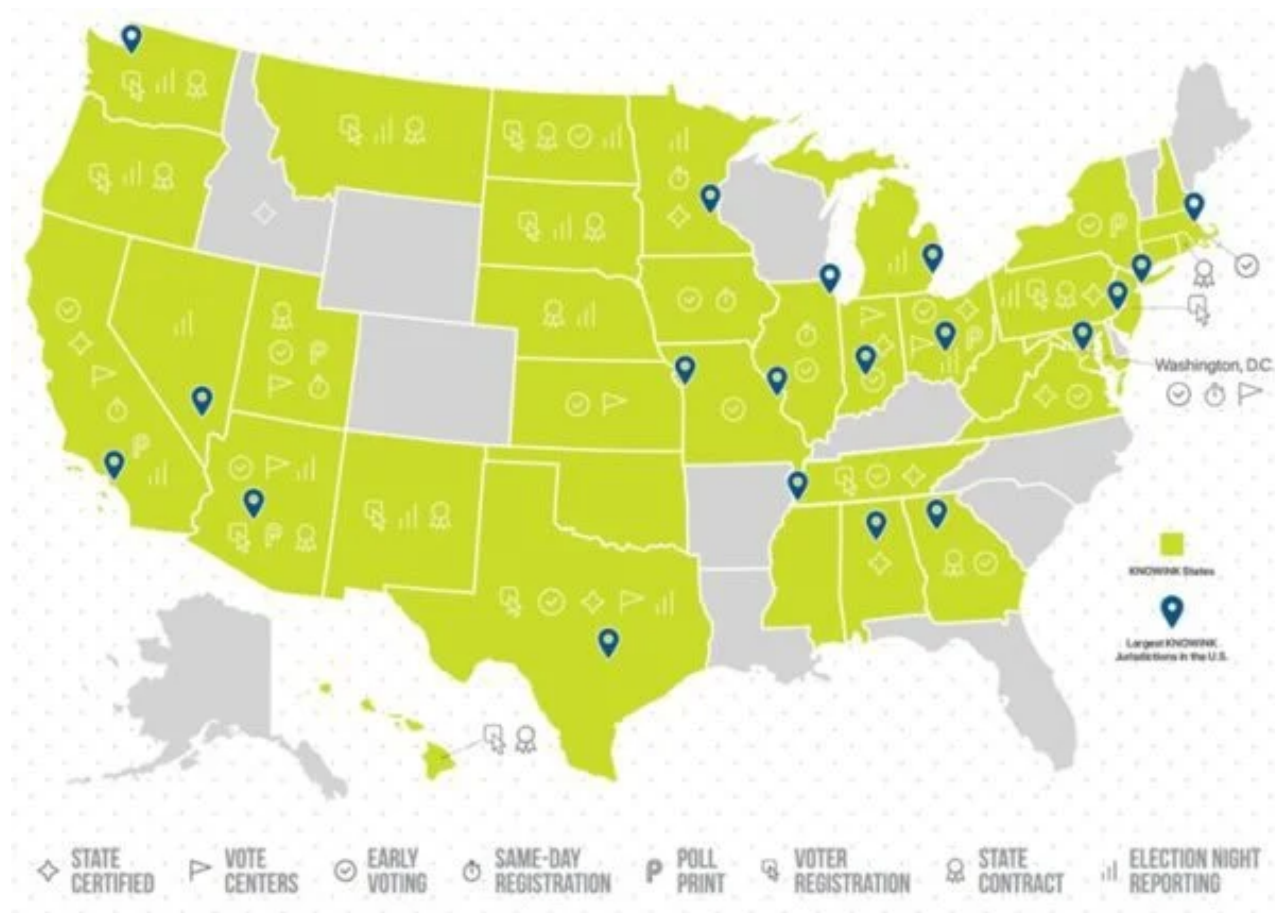 Washington, D.C.
KNOWiNK States
Largest KNOWiNK
Jurisdictions in the U.S.
STATE
CERTIFIED
VOTE
CENTERS
EARLY
VOTING
SAME-DAY
REGISTRATION
POLL
PRINT
VOTER
REGISTRATION
STATE
CONTRACT
ELECTION NIGHT
REPORTING